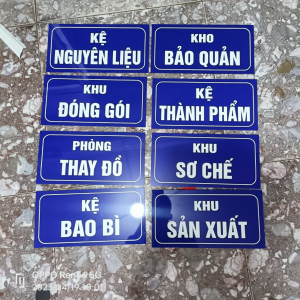 KỆ
NGUYÊN LIỆU
KHO
BẢO QUẢN
KHU
ĐÓNG GÓI
KỆ
THÀNH PHẨM
PHÒNG
THAY ĐỒ
KHU
SƠ CHẾ
KỆ
BAO BÌ
KHU
SẢN XUẤT